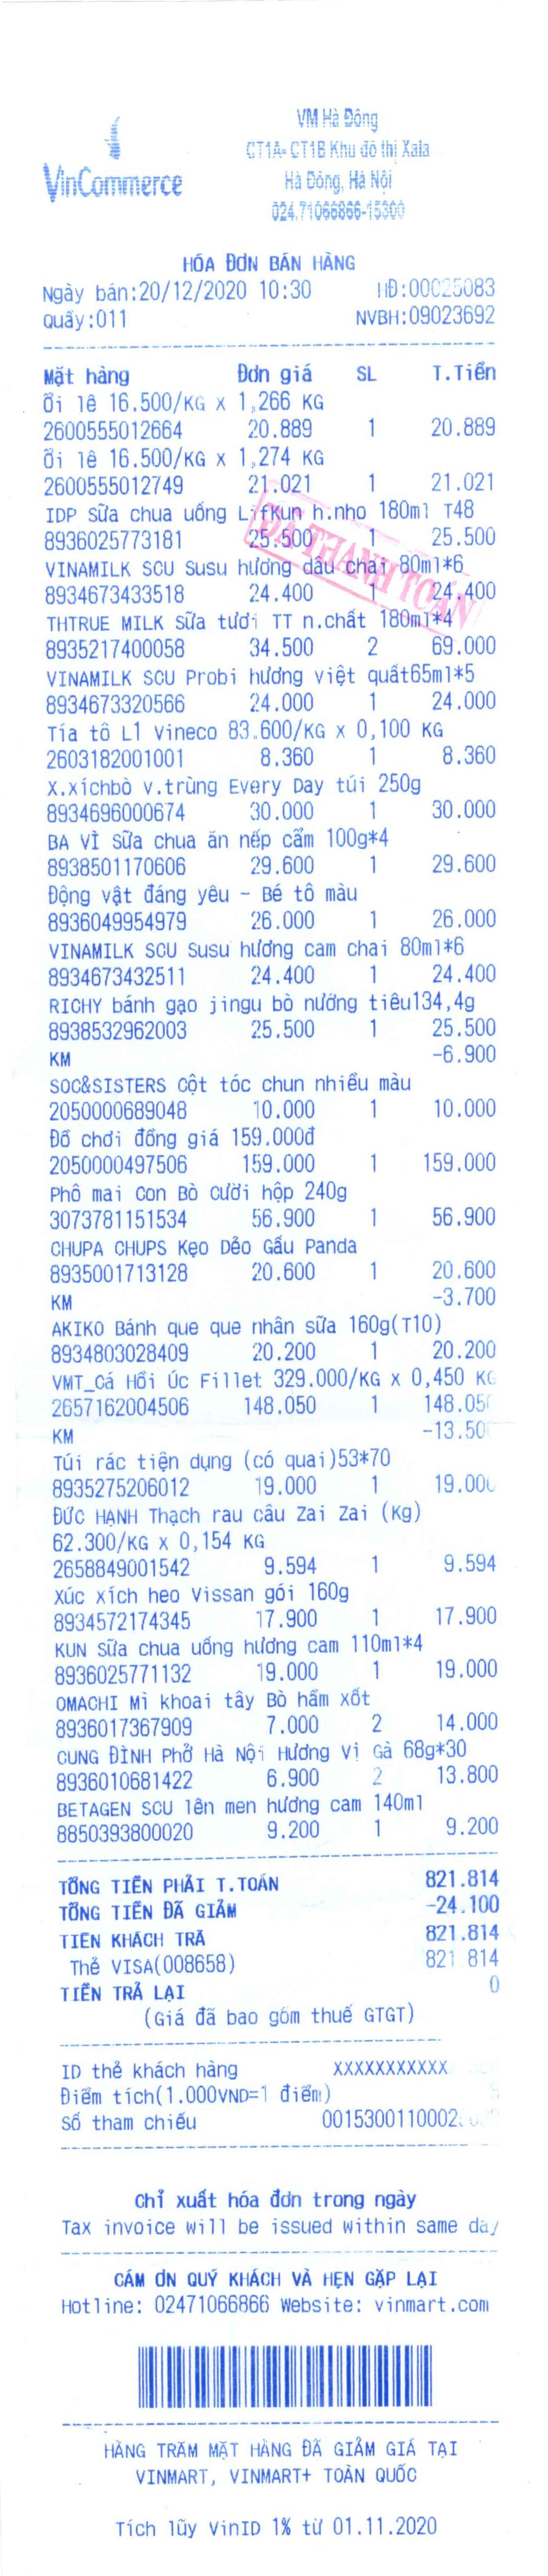 VinCommerce
VM Hà Đông
CT1A-CT1B Khu đô thị Xala
Hà Đông, Hà Nội
024.71066866-15300
HÓA ĐƠN BÁN HÀNG
Ngày bán:20/12/2020 10:30 HĐ:00025083
Quầy:011 NVBH:09023692
Mặt hàng Đơn giá SL T.Tiền
Ổi lê 16.500/KG x 1,266 KG
2600555012664 20.889 1 20.889
Ổi lê 16.500/KG x 1,274 KG
2600555012749 21.021 1 21.021
IDP Sữa chua uống LifKun h.nho 180ml T48
8936025773181 25.500 1 25.500
ĐÃ THANH TOÁN
VINAMILK SCU Susu hương dâu chai 80ml*6
8934673433518 24.400 1 24.400
THTRUE MILK Sữa tươi TT n.chất 180ml*4
8935217400058 34.500 2 69.000
VINAMILK SCU Probi hương việt quất65ml*5
8934673320566 24.000 1 24.000
Tía tô L1 Vineco 83.600/KG x 0,100 KG
2603182001001 8.360 1 8.360
X.xíchbò v.trùng Every Day túi 250g
8934696000674 30.000 1 30.000
BA VÌ Sữa chua ăn nếp cẩm 100g*4
8938501170606 29.600 1 29.600
Động vật đáng yêu - Bé tô màu
8936049954979 26.000 1 26.000
VINAMILK SCU Susu hương cam chai 80ml*6
8934673432511 24.400 1 24.400
RICHY bánh gạo jingu bò nướng tiêu134,4g
8938532962003 25.500 1 25.500
KM -6.900
SOC&SISTERS Cột tóc chun nhiều màu
2050000689048 10.000 1 10.000
Đồ chơi đồng giá 159.000đ
2050000497506 159.000 1 159.000
Phô mai Con Bò Cười hộp 240g
3073781151534 56.900 1 56.900
CHUPA CHUPS Kẹo Dẻo Gấu Panda
8935001713128 20.600 1 20.600
KM -3.700
AKIKO Bánh que que nhân sữa 160g(T10)
8934803028409 20.200 1 20.200
VMT_Cá Hồi Úc Fillet 329.000/KG x 0,450 KG
2657162004506 148.050 1 148.050
KM -13.50
Túi rác tiện dụng (có quai)53*70
8935275206012 19.000 1 19.000
ĐỨC HẠNH Thạch rau câu Zai Zai (Kg)
62.300/KG x 0,154 KG
2658849001542 9.594 1 9.594
Xúc xích heo Vissan gói 160g
8934572174345 17.900 1 17.900
KUN Sữa chua uống hương cam 110ml*4
8936025771132 19.000 1 19.000
OMACHI Mì khoai tây Bò hầm xốt
8936017367909 7.000 2 14.000
CUNG ĐÌNH Phở Hà Nội Hương Vị Gà 68g*30
8936010681422 6.900 2 13.800
BETAGEN SCU lên men hương cam 140ml
8850393800020 9.200 1 9.200
TỔNG TIỀN PHẢI T.TOÁN 821.814
TỔNG TIỀN ĐÃ GIẢM -24.100
TIỀN KHÁCH TRẢ 821.814
Thẻ VISA(008658) 821 814
TIỀN TRẢ LẠI 0
(Giá đã bao gồm thuế GTGT)
ID thẻ khách hàng XXXXXXXXXXX
Điểm tích(1.000VND=1 điểm)
Số tham chiếu 0015300110002
Chỉ xuất hóa đơn trong ngày
Tax invoice will be issued within same day
CÁM ƠN QUÝ KHÁCH VÀ HẸN GẶP LẠI
Hotline: 02471066866 Website: vinmart.com
HÀNG TRĂM MẶT HÀNG ĐÃ GIẢM GIÁ TẠI
VINMART, VINMART+ TOÀN QUỐC
Tích lũy VinID 1% từ 01.11.2020